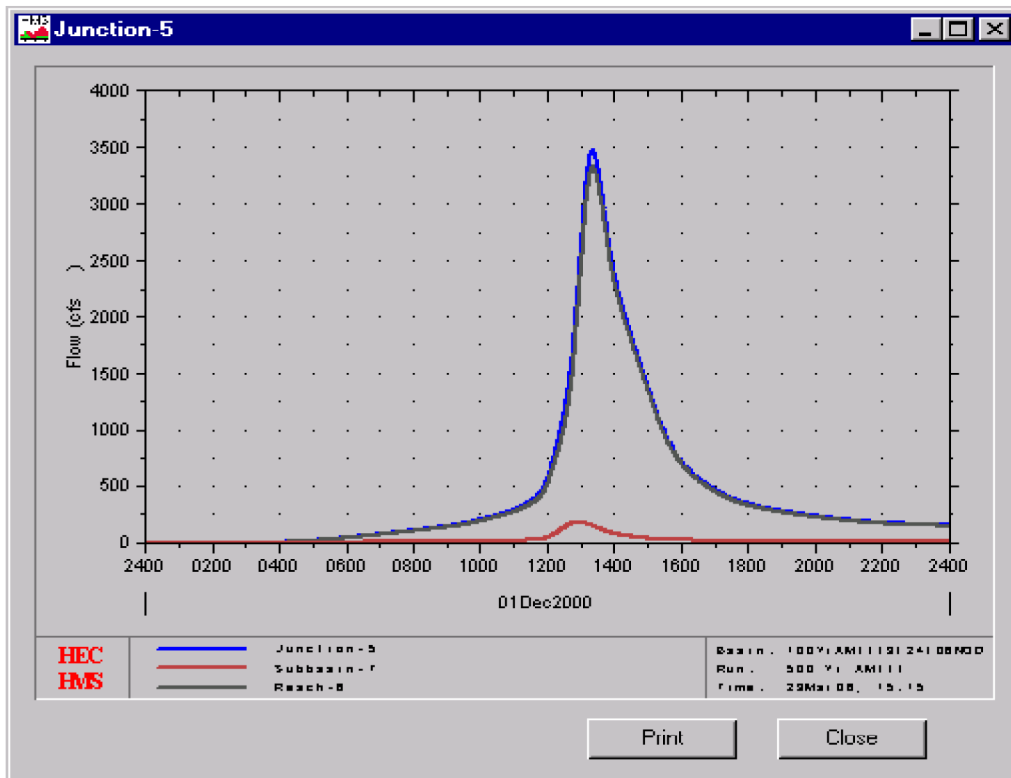 Junction-5
4000
3500
3000
2500
2000
1500
1000
500
0
Flow (cfs )
2400 0200 0400 0600 0800 1000 1200 1400 1600 1800 2000 2200 2400
01Dec2000
HEC
HMS
Junction-5
Subbasin-7
Reach-6
Basin.
Run. 500 Yr AMIII
Time. 15.15
Print Close